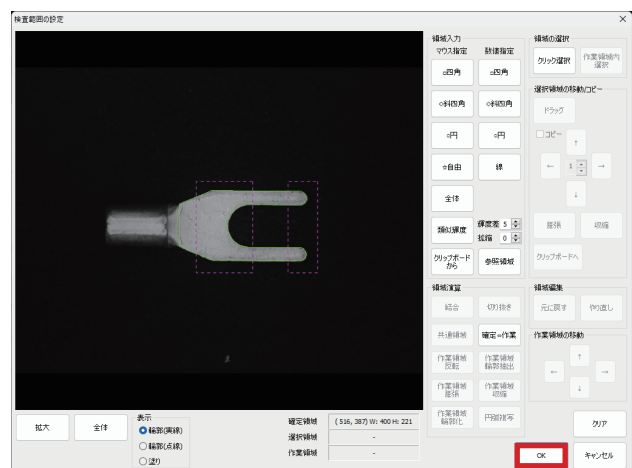 検査範囲の設定
領域入力
マウス指定 数値指定
□四角 □四角
◇斜四角 ◇斜四角
○円 ○円
☆自由 線
全体
類似輝度 輝度差 5
拡縮 0
クリップボードから 参照領域
領域演算
結合 切り抜き
共通領域 確定⇒作業
作業領域反転 作業領域輪郭抽出
作業領域膨張 作業領域収縮
作業領域輪郭化 円弧複写
領域の選択
クリック選択 作業領域内選択
選択領域の移動/コピー
ドラッグ
コピー
↑
← 1 →
↓
膨張 収縮
クリップボードへ
領域編集
元に戻す やり直し
作業領域の移動
↑
← →
↓
クリア
拡大 全体
表示
輪郭(実線)
輪郭(点線)
塗り
確定領域 ( 516, 387) W: 400 H: 221
選択領域 -
作業領域 -
OK キャンセル